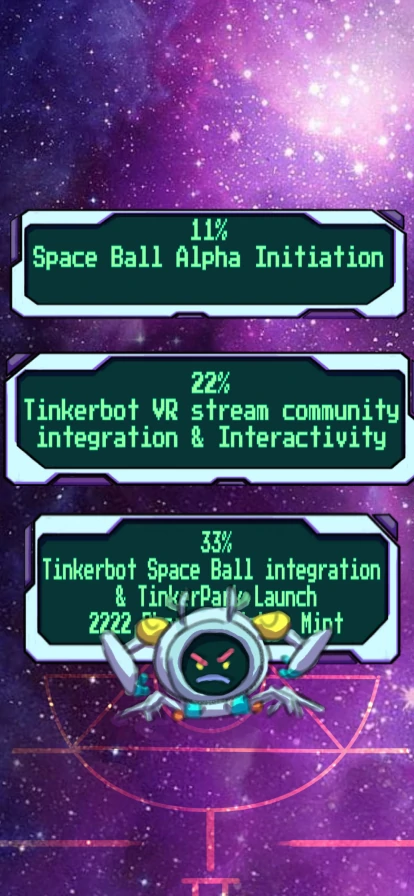 11%
Space Ball Alpha Initiation
22%
Tinkerbot VR stream community
integration & Interactivity
33%
Tinkerbot Space Ball integration
& TinkerPark Launch
2222 Mint